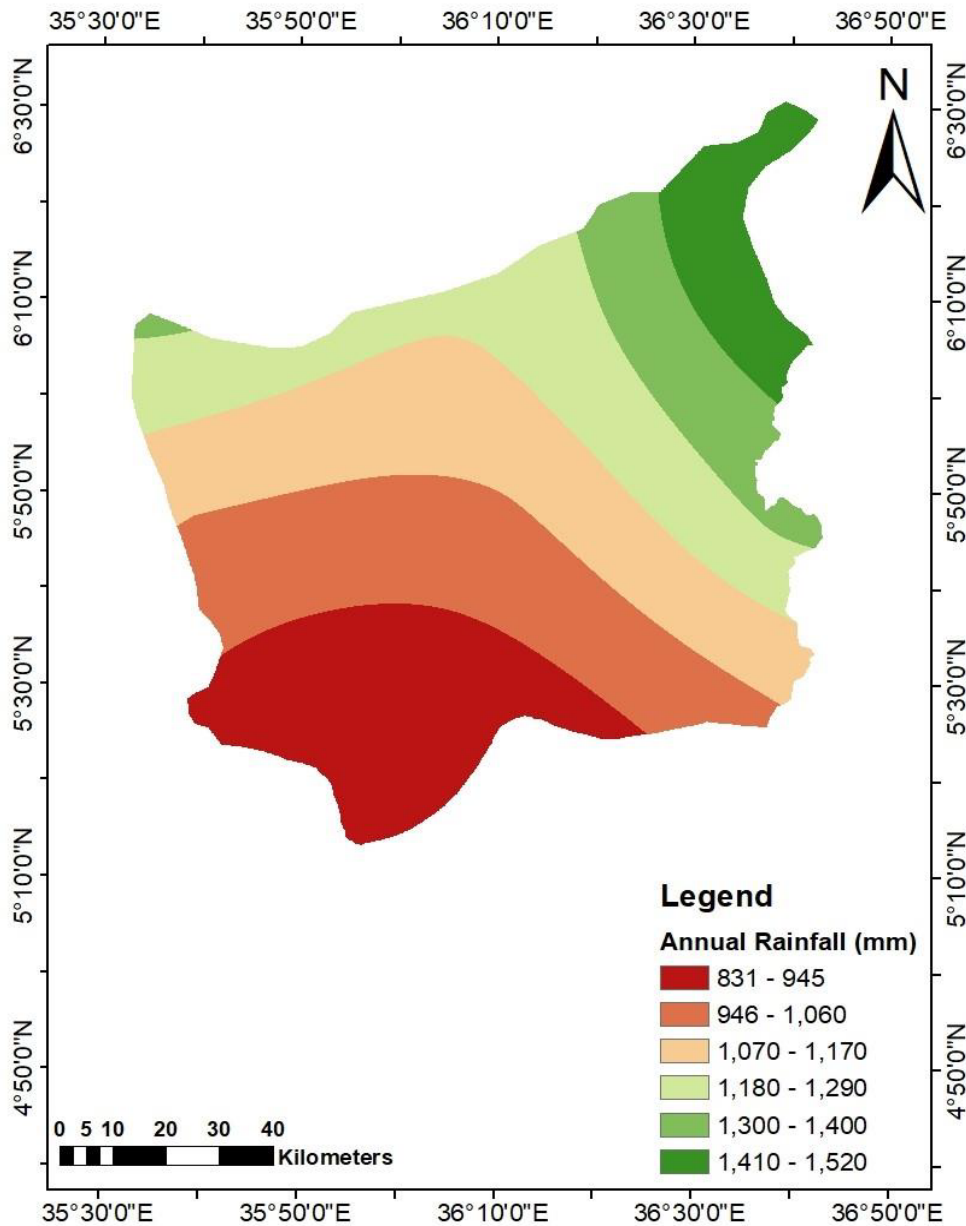 35°30'0"E 35°50'0"E 36°10'0"E 36°30'0"E 36°50'0"E
N
6°30'0"N 6°30'0"N
6°10'0"N 6°10'0"N
5°50'0"N 5°50'0"N
5°30'0"N 5°30'0"N
5°10'0"N 5°10'0"N
4°50'0"N 4°50'0"N
Legend
Annual Rainfall (mm)
831 - 945
946 - 1,060
1,070 - 1,170
1,180 - 1,290
1,300 - 1,400
1,410 - 1,520
0 5 10 20 30 40
Kilometers
35°30'0"E 35°50'0"E 36°10'0"E 36°30'0"E 36°50'0"E